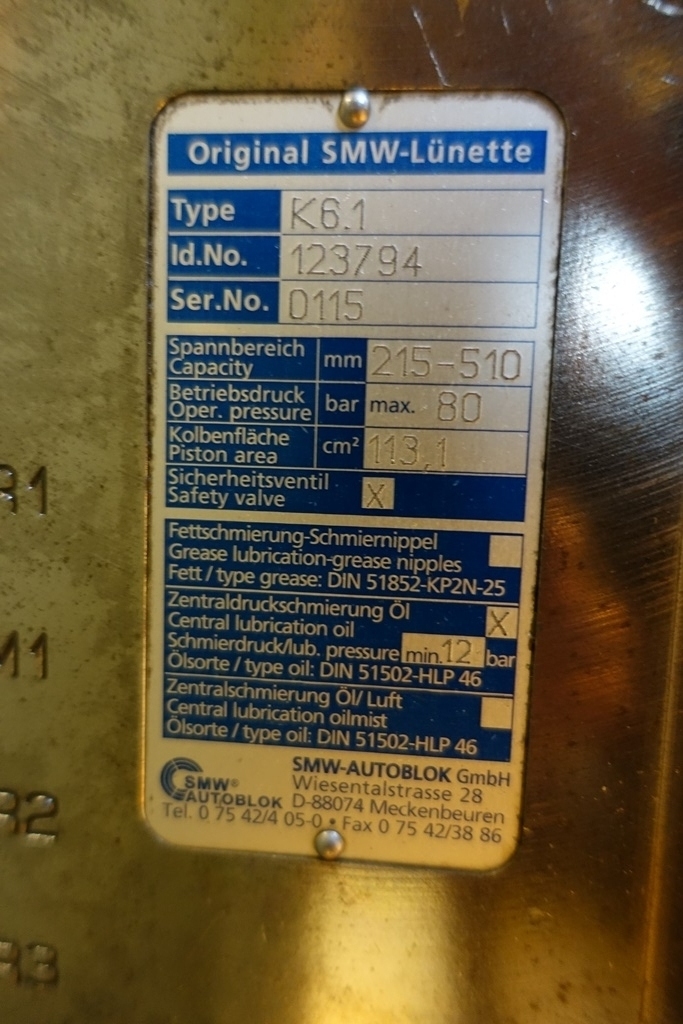 Original SMW-Lünette
Type K6.1
Id.No. 123794
Ser.No. 0115
Spannbereich
Capacity mm 215-510
Betriebsdruck
Oper. pressure bar max. 80
Kolbenfläche
Piston area cm² 113,1
Sicherheitsventil
Safety valve X
Fettschmierung-Schmiernippel
Grease lubrication-grease nipples
Fett / type grease: DIN 51852-KP2N-25
Zentraldruckschmierung Öl
Central lubrication oil X
Schmierdruck/lub. pressure min. 12 bar
Ölsorte / type oil: DIN 51502-HLP 46
Zentralschmierung Öl/ Luft
Central lubrication oilmist
Ölsorte / type oil: DIN 51502-HLP 46
SMW®
AUTOBLOK
SMW-AUTOBLOK GmbH
Wiesentalstrasse 28
D-88074 Meckenbeuren
Tel. 0 75 42/4 05-0 • Fax 0 75 42/38 86
R1
M1
R2
R3